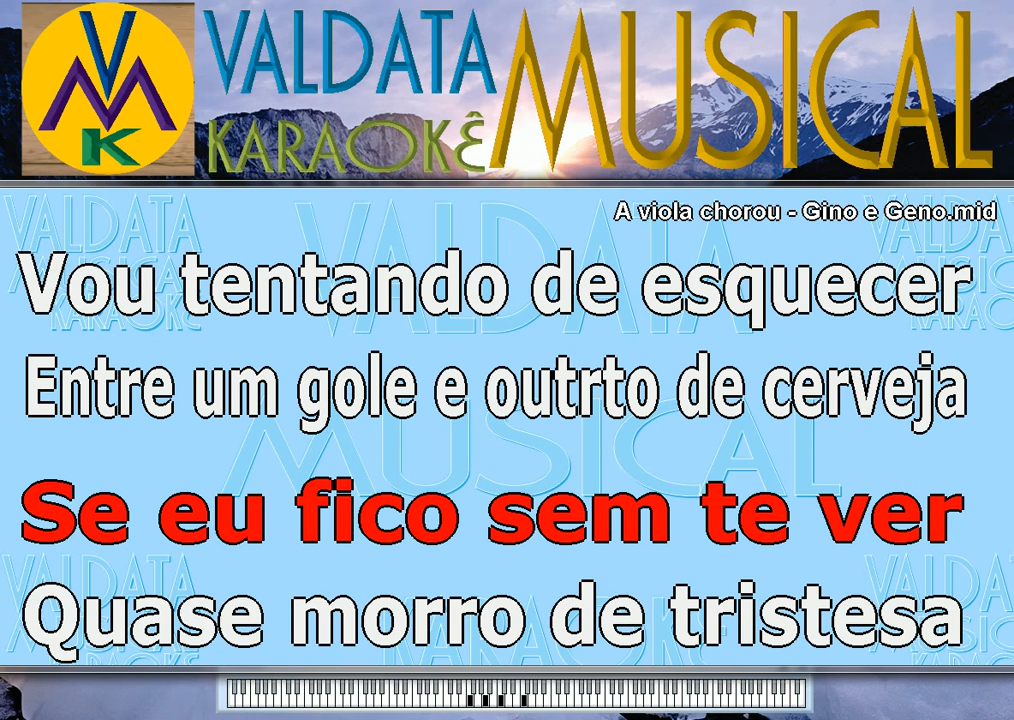 VALDATA MUSICAL
KARAOKÊ
VMK
A viola chorou - Gino e Geno.mid
Vou tentando de esquecer
Entre um gole e outrto de cerveja
Se eu fico sem te ver
Quase morro de tristesa